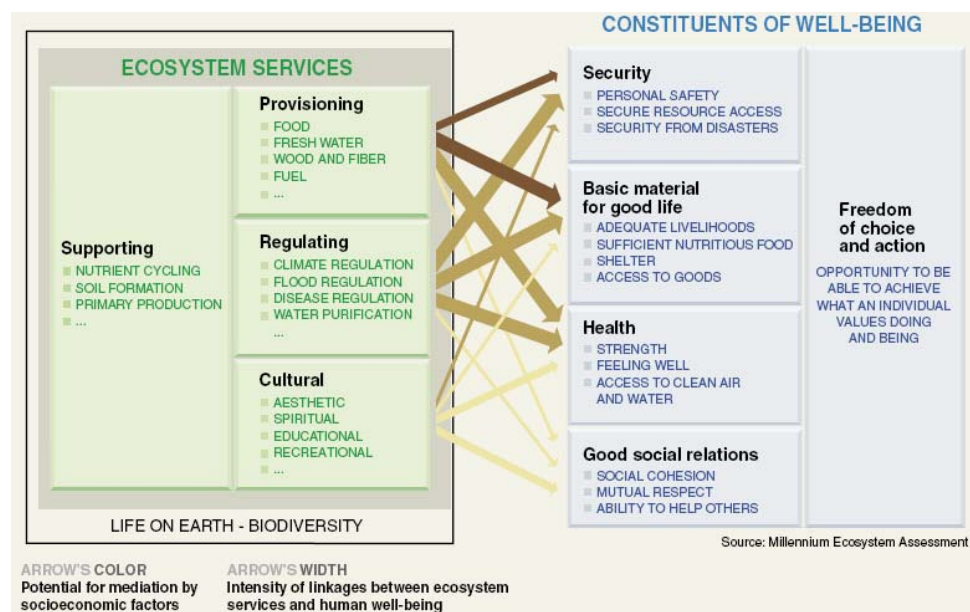 CONSTITUENTS OF WELL-BEING
ECOSYSTEM SERVICES
Supporting
NUTRIENT CYCLING
SOIL FORMATION
PRIMARY PRODUCTION
...
Provisioning
FOOD
FRESH WATER
WOOD AND FIBER
FUEL
...
Regulating
CLIMATE REGULATION
FLOOD REGULATION
DISEASE REGULATION
WATER PURIFICATION
...
Cultural
AESTHETIC
SPIRITUAL
EDUCATIONAL
RECREATIONAL
...
LIFE ON EARTH - BIODIVERSITY
Security
PERSONAL SAFETY
SECURE RESOURCE ACCESS
SECURITY FROM DISASTERS
Basic material
for good life
ADEQUATE LIVELIHOODS
SUFFICIENT NUTRITIOUS FOOD
SHELTER
ACCESS TO GOODS
Health
STRENGTH
FEELING WELL
ACCESS TO CLEAN AIR
AND WATER
Good social relations
SOCIAL COHESION
MUTUAL RESPECT
ABILITY TO HELP OTHERS
Freedom
of choice
and action
OPPORTUNITY TO BE
ABLE TO ACHIEVE
WHAT AN INDIVIDUAL
VALUES DOING
AND BEING
Source: Millennium Ecosystem Assessment
ARROW'S COLOR
Potential for mediation by
socioeconomic factors
ARROW'S WIDTH
Intensity of linkages between ecosystem
services and human well-being